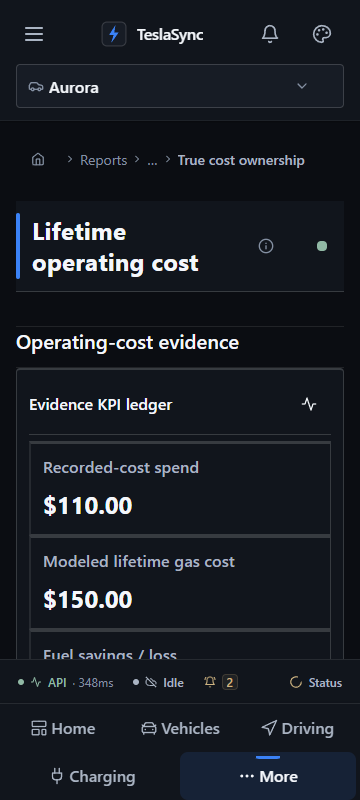 TeslaSync
Aurora
Reports ... True cost ownership
Lifetime
operating cost
Operating-cost evidence
Evidence KPI ledger
Recorded-cost spend
$110.00
Modeled lifetime gas cost
$150.00
Fuel savings / loss
API · 348ms Idle 2 Status
Home Vehicles Driving
Charging More